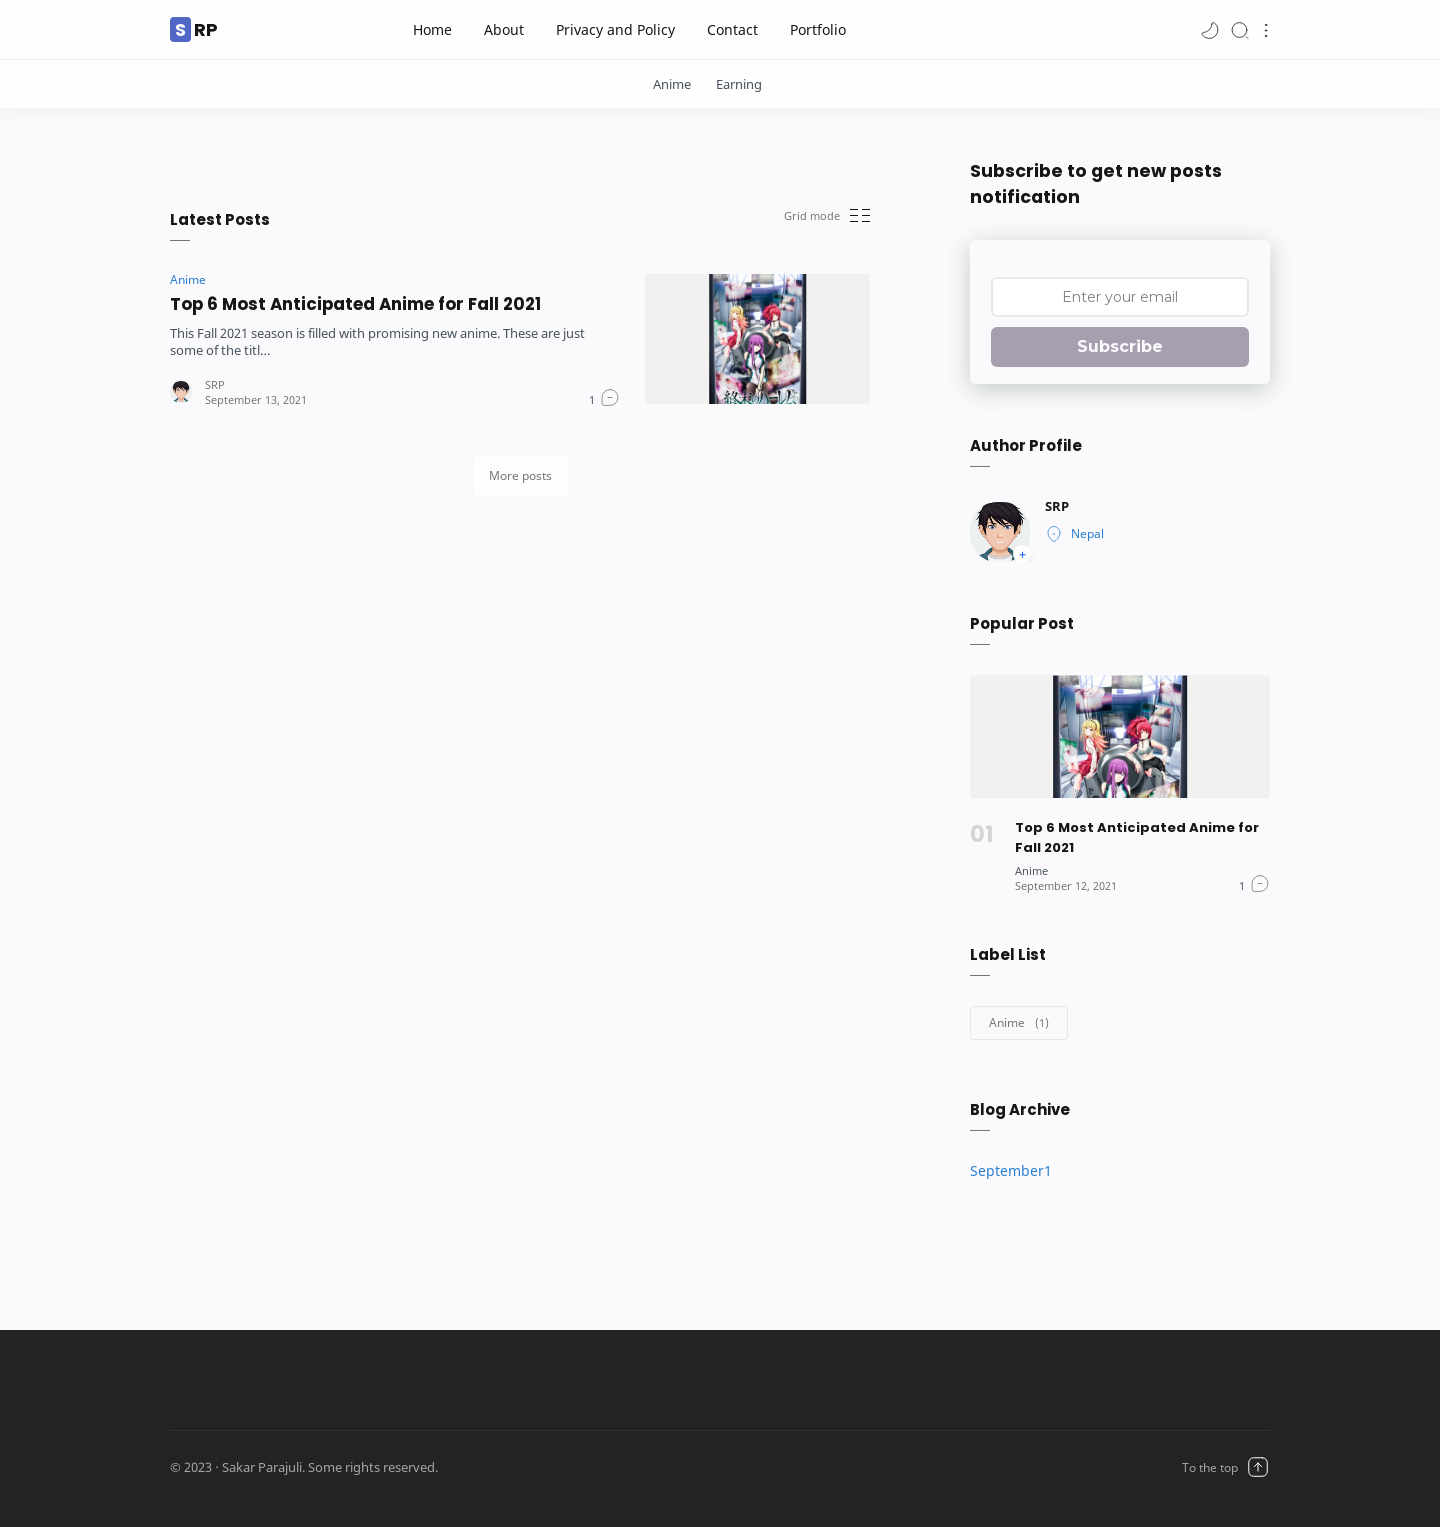 S RP
Home About Privacy and Policy Contact Portfolio
Anime Earning
Latest Posts
Grid mode
Anime
Top 6 Most Anticipated Anime for Fall 2021
This Fall 2021 season is filled with promising new anime. These are just
some of the titl…
SRP
September 13, 2021
1
More posts
Subscribe to get new posts
notification
Enter your email
Subscribe
Author Profile
SRP
Nepal
Popular Post
01
Top 6 Most Anticipated Anime for
Fall 2021
Anime
September 12, 2021
1
Label List
Anime (1)
Blog Archive
September1
© 2023 · Sakar Parajuli. Some rights reserved.
To the top